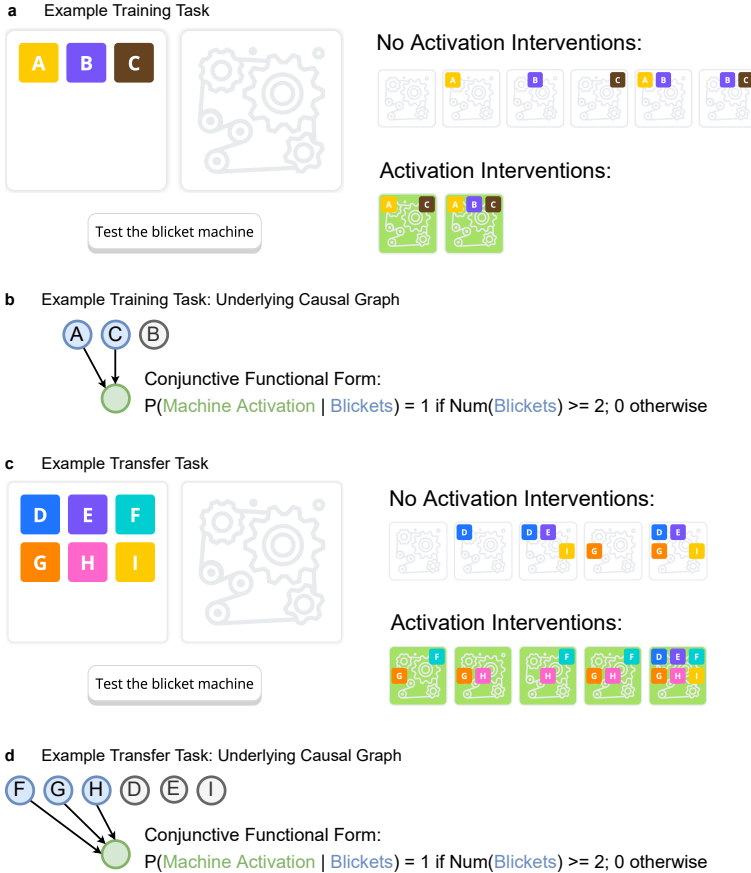 a Example Training Task
A B C
Test the blicket machine
No Activation Interventions:
A B C A B B C
Activation Interventions:
A C A B C
b Example Training Task: Underlying Causal Graph
A C B
Conjunctive Functional Form:
P(Machine Activation | Blickets) = 1 if Num(Blickets) >= 2; 0 otherwise
c Example Transfer Task
D E F
G H I
Test the blicket machine
No Activation Interventions:
D D E D E
I G G I
Activation Interventions:
F F F D E F
G G H H G H G H I
d Example Transfer Task: Underlying Causal Graph
F G H D E I
Conjunctive Functional Form:
P(Machine Activation | Blickets) = 1 if Num(Blickets) >= 2; 0 otherwise